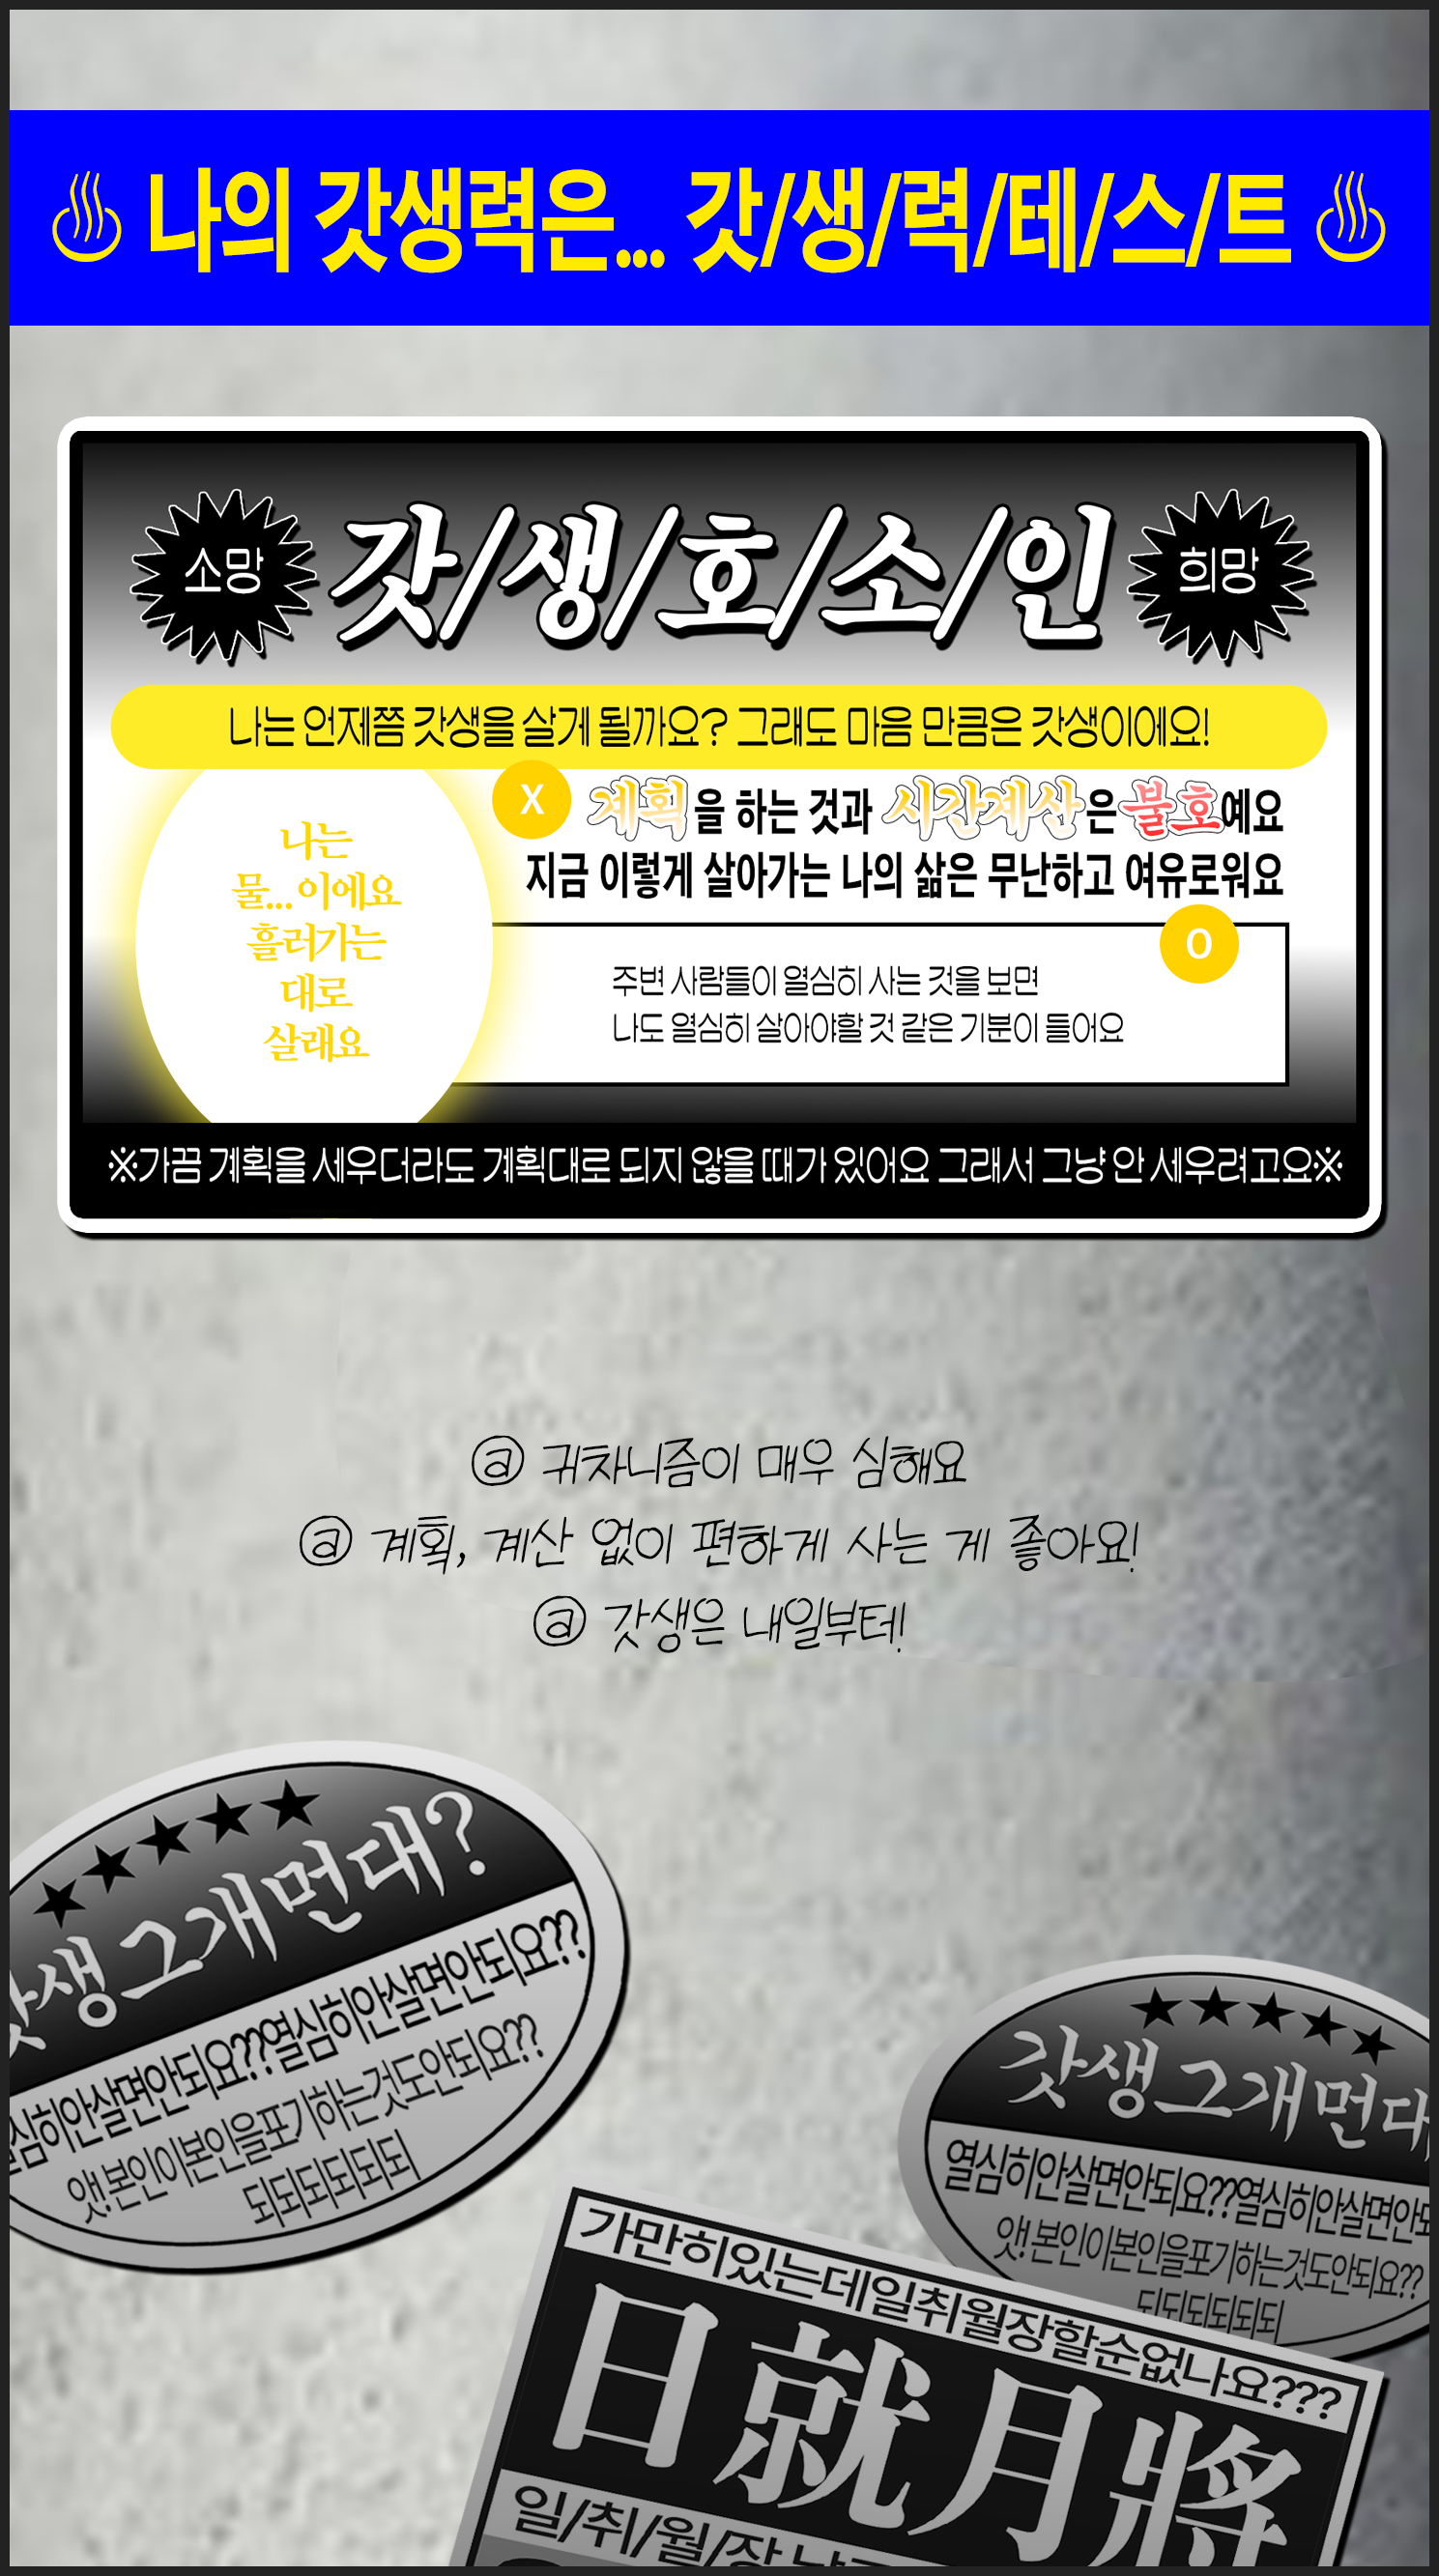 나의 갓생력은... 갓/생/력/테/스/트
소망 갓/생/호/소/인 희망
나는 언제쯤 갓생을 살게 될까요? 그래도 마음 만큼은 갓생이에요!
X 계획을 하는 것과 시간계산은 불호예요
지금 이렇게 살아가는 나의 삶은 무난하고 여유로워요
나는
물... 이에요
흘러가는
대로
살래요
O
주변 사람들이 열심히 사는 것을 보면
나도 열심히 살아야할 것 같은 기분이 들어요
※가끔 계획을 세우더라도 계획대로 되지 않을 때가 있어요 그래서 그냥 안 세우려고요※
@ 귀차니즘이 매우 심해요
@ 계획, 계산 없이 편하게 사는 게 좋아요!
@ 갓생은 내일부터!
★★★★★
갓생그개먼대?
심히안살면안되요??열심히안살면안되요??
앳!본인이본인을포기하는것도안되요??
되되되되되되
★★★★★
갓생그개먼대
열심히안살면안되요??열심히안살면안되
앳!본인이본인을포기하는것도안되요??
되되되되되되
가만히있는데일취월장할순없나요???
日就月將
일/취/월/장